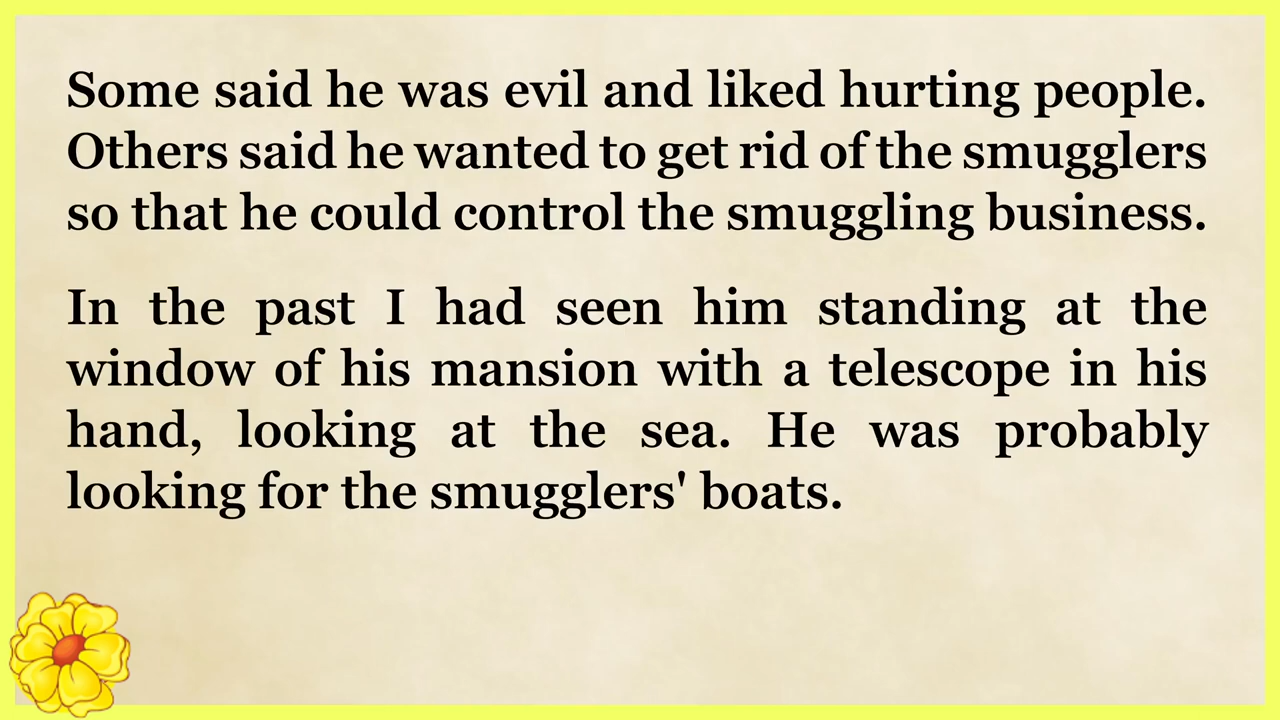 Some said he was evil and liked hurting people.
Others said he wanted to get rid of the smugglers
so that he could control the smuggling business.
In the past I had seen him standing at the
window of his mansion with a telescope in his
hand, looking at the sea. He was probably
looking for the smugglers' boats.